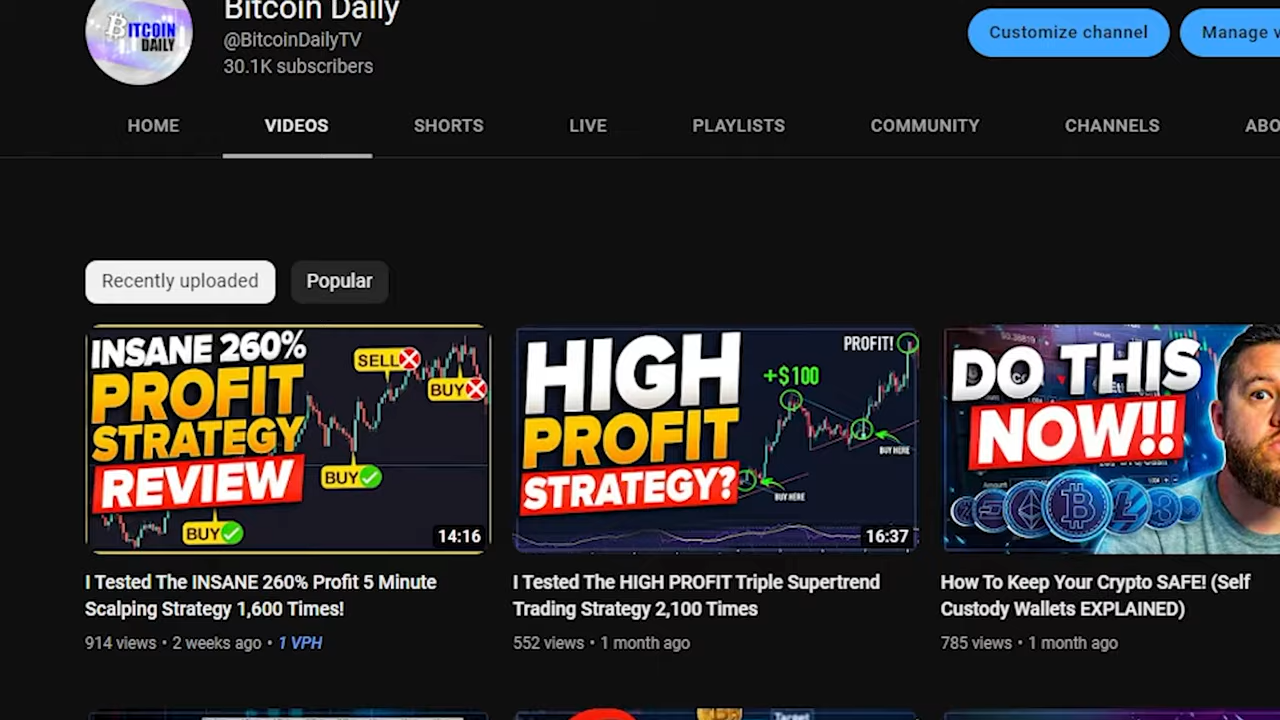 Bitcoin Daily
@BitcoinDailyTV
30.1K subscribers
BITCOIN
DAILY
Customize channel
Manage v
HOME
VIDEOS
SHORTS
LIVE
PLAYLISTS
COMMUNITY
CHANNELS
ABO
Recently uploaded
Popular
INSANE 260%
PROFIT
STRATEGY
REVIEW
SELL
BUY
BUY
BUY
14:16
HIGH
PROFIT
STRATEGY?
PROFIT!
+$100
BUY HERE
BUY HERE
16:37
DO THIS
NOW!!
Amount
I Tested The INSANE 260% Profit 5 Minute
Scalping Strategy 1,600 Times!
914 views • 2 weeks ago • 1 VPH
I Tested The HIGH PROFIT Triple Supertrend
Trading Strategy 2,100 Times
552 views • 1 month ago
How To Keep Your Crypto SAFE! (Self
Custody Wallets EXPLAINED)
785 views • 1 month ago
Target